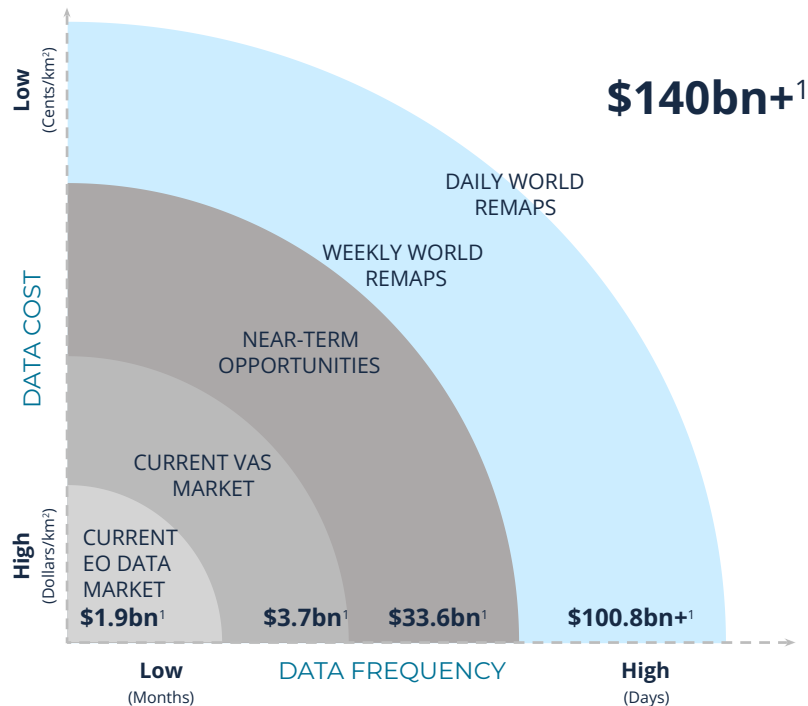 Low
(Cents/km²)
$140bn+¹
DAILY WORLD
REMAPS
WEEKLY WORLD
REMAPS
DATA COST
NEAR-TERM
OPPORTUNITIES
CURRENT VAS
MARKET
High
(Dollars/km²)
CURRENT
EO DATA
MARKET
$1.9bn¹
$3.7bn¹
$33.6bn¹
$100.8bn+¹
Low
(Months)
DATA FREQUENCY
High
(Days)